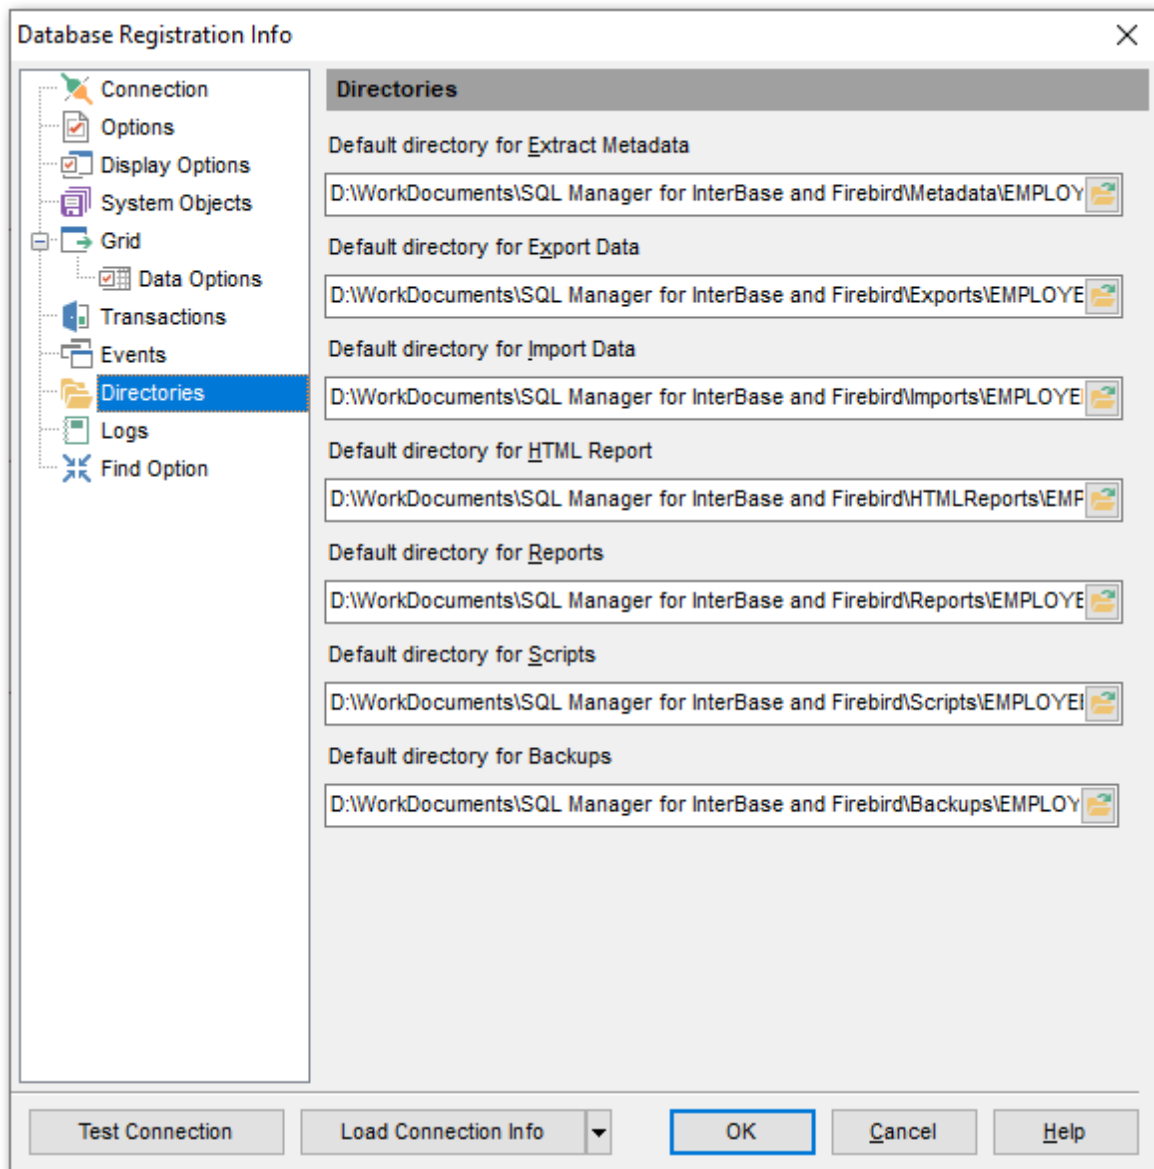 Database Registration Info
Connection
Options
Display Options
System Objects
Grid
Data Options
Transactions
Events
Directories
Logs
Find Option
Directories
Default directory for Extract Metadata
D:\WorkDocuments\SQL Manager for InterBase and Firebird\Metadata\EMPLOY
Default directory for Export Data
D:\WorkDocuments\SQL Manager for InterBase and Firebird\Exports\EMPLOYE
Default directory for Import Data
D:\WorkDocuments\SQL Manager for InterBase and Firebird\Imports\EMPLOYE
Default directory for HTML Report
D:\WorkDocuments\SQL Manager for InterBase and Firebird\HTMLReports\EMP
Default directory for Reports
D:\WorkDocuments\SQL Manager for InterBase and Firebird\Reports\EMPLOYE
Default directory for Scripts
D:\WorkDocuments\SQL Manager for InterBase and Firebird\Scripts\EMPLOYEE
Default directory for Backups
D:\WorkDocuments\SQL Manager for InterBase and Firebird\Backups\EMPLOY
Test Connection
Load Connection Info
OK
Cancel
Help